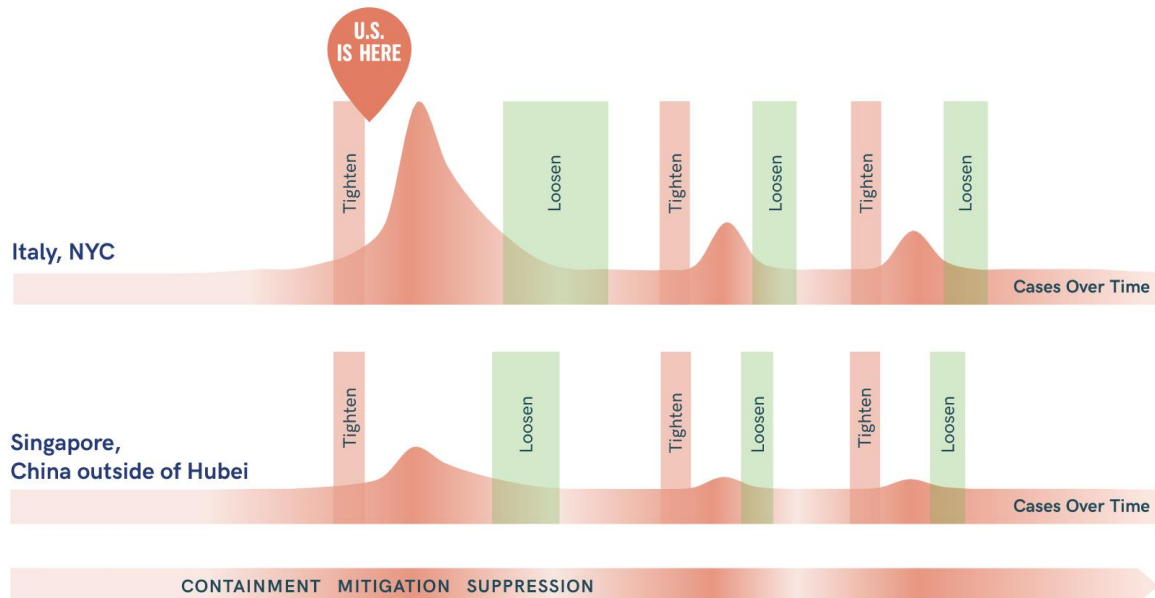 U.S.
IS HERE
Tighten
Loosen
Tighten
Loosen
Tighten
Loosen
Italy, NYC
Cases Over Time
Tighten
Loosen
Tighten
Loosen
Tighten
Loosen
Singapore,
China outside of Hubei
Cases Over Time
CONTAINMENT MITIGATION SUPPRESSION